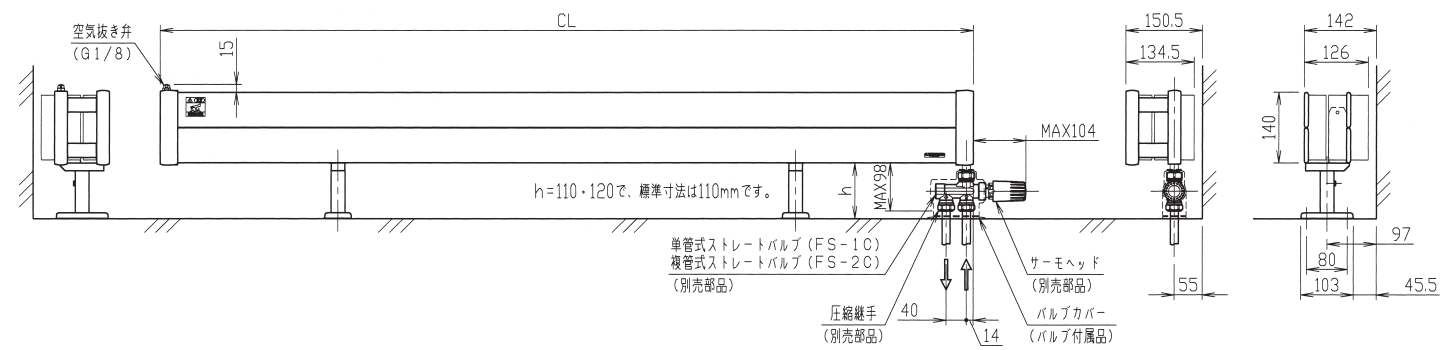 CL
150.5
142
空気抜き弁
(G1/8)
15
134.5
126
MAX104
140
h=110・120で、標準寸法は110mmです。
h
MAX98
単管式ストレートバルブ(FS-1C)
複管式ストレートバルブ(FS-2C)
(別売部品)
サーモヘッド
(別売部品)
97
80
55
103
45.5
圧縮継手
(別売部品)
40
14
バルブカバー
(バルブ付属品)